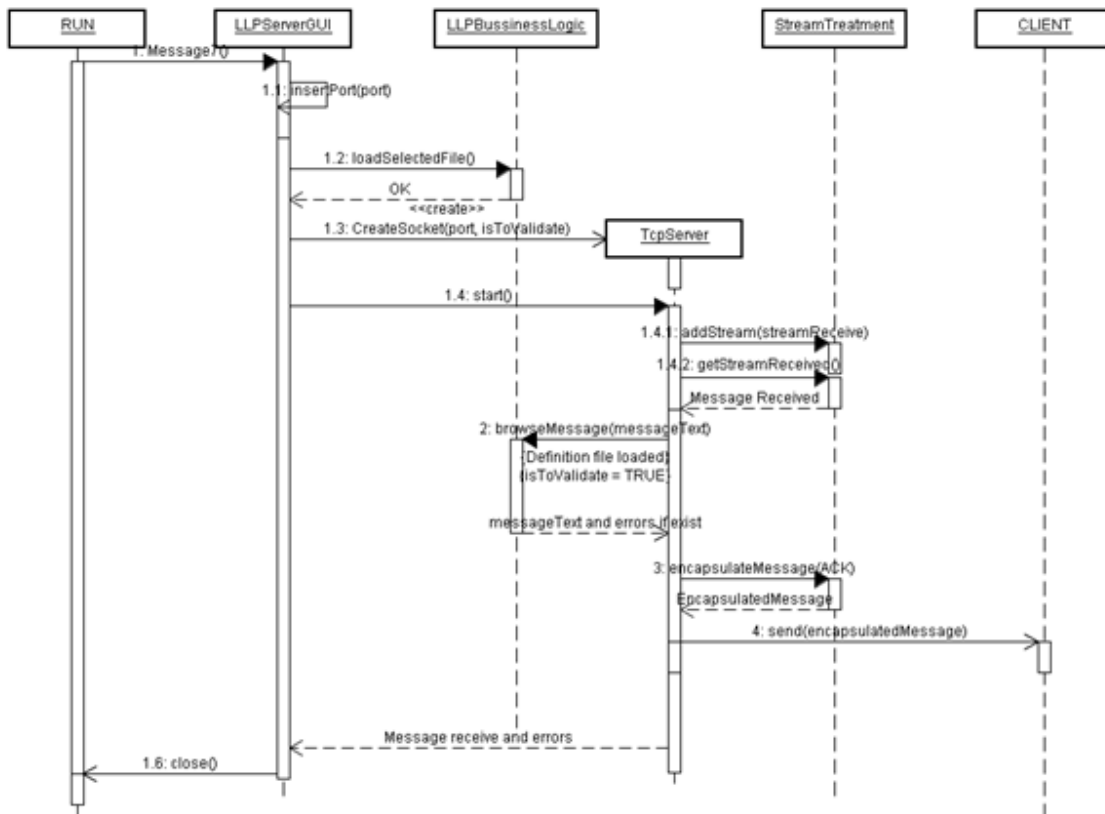 RUN
LLPServerGUI
LLPBussinessLogic
StreamTreatment
CLIENT
1: Message7()
1.1: insertPort(port)
1.2: loadSelectedFile()
OK
<<create>>
1.3: CreateSocket(port, isToValidate)
TcpServer
1.4: start()
1.4.1: addStream(streamReceive)
1.4.2: getStreamReceived()
Message Received
2: browseMessage(messageText)
{Definition file loaded}
{isToValidate = TRUE}
messageText and errors if exist
3: encapsulateMessage(ACK)
EncapsulatedMessage
4: send(encapsulatedMessage)
Message receive and errors
1.6: close()